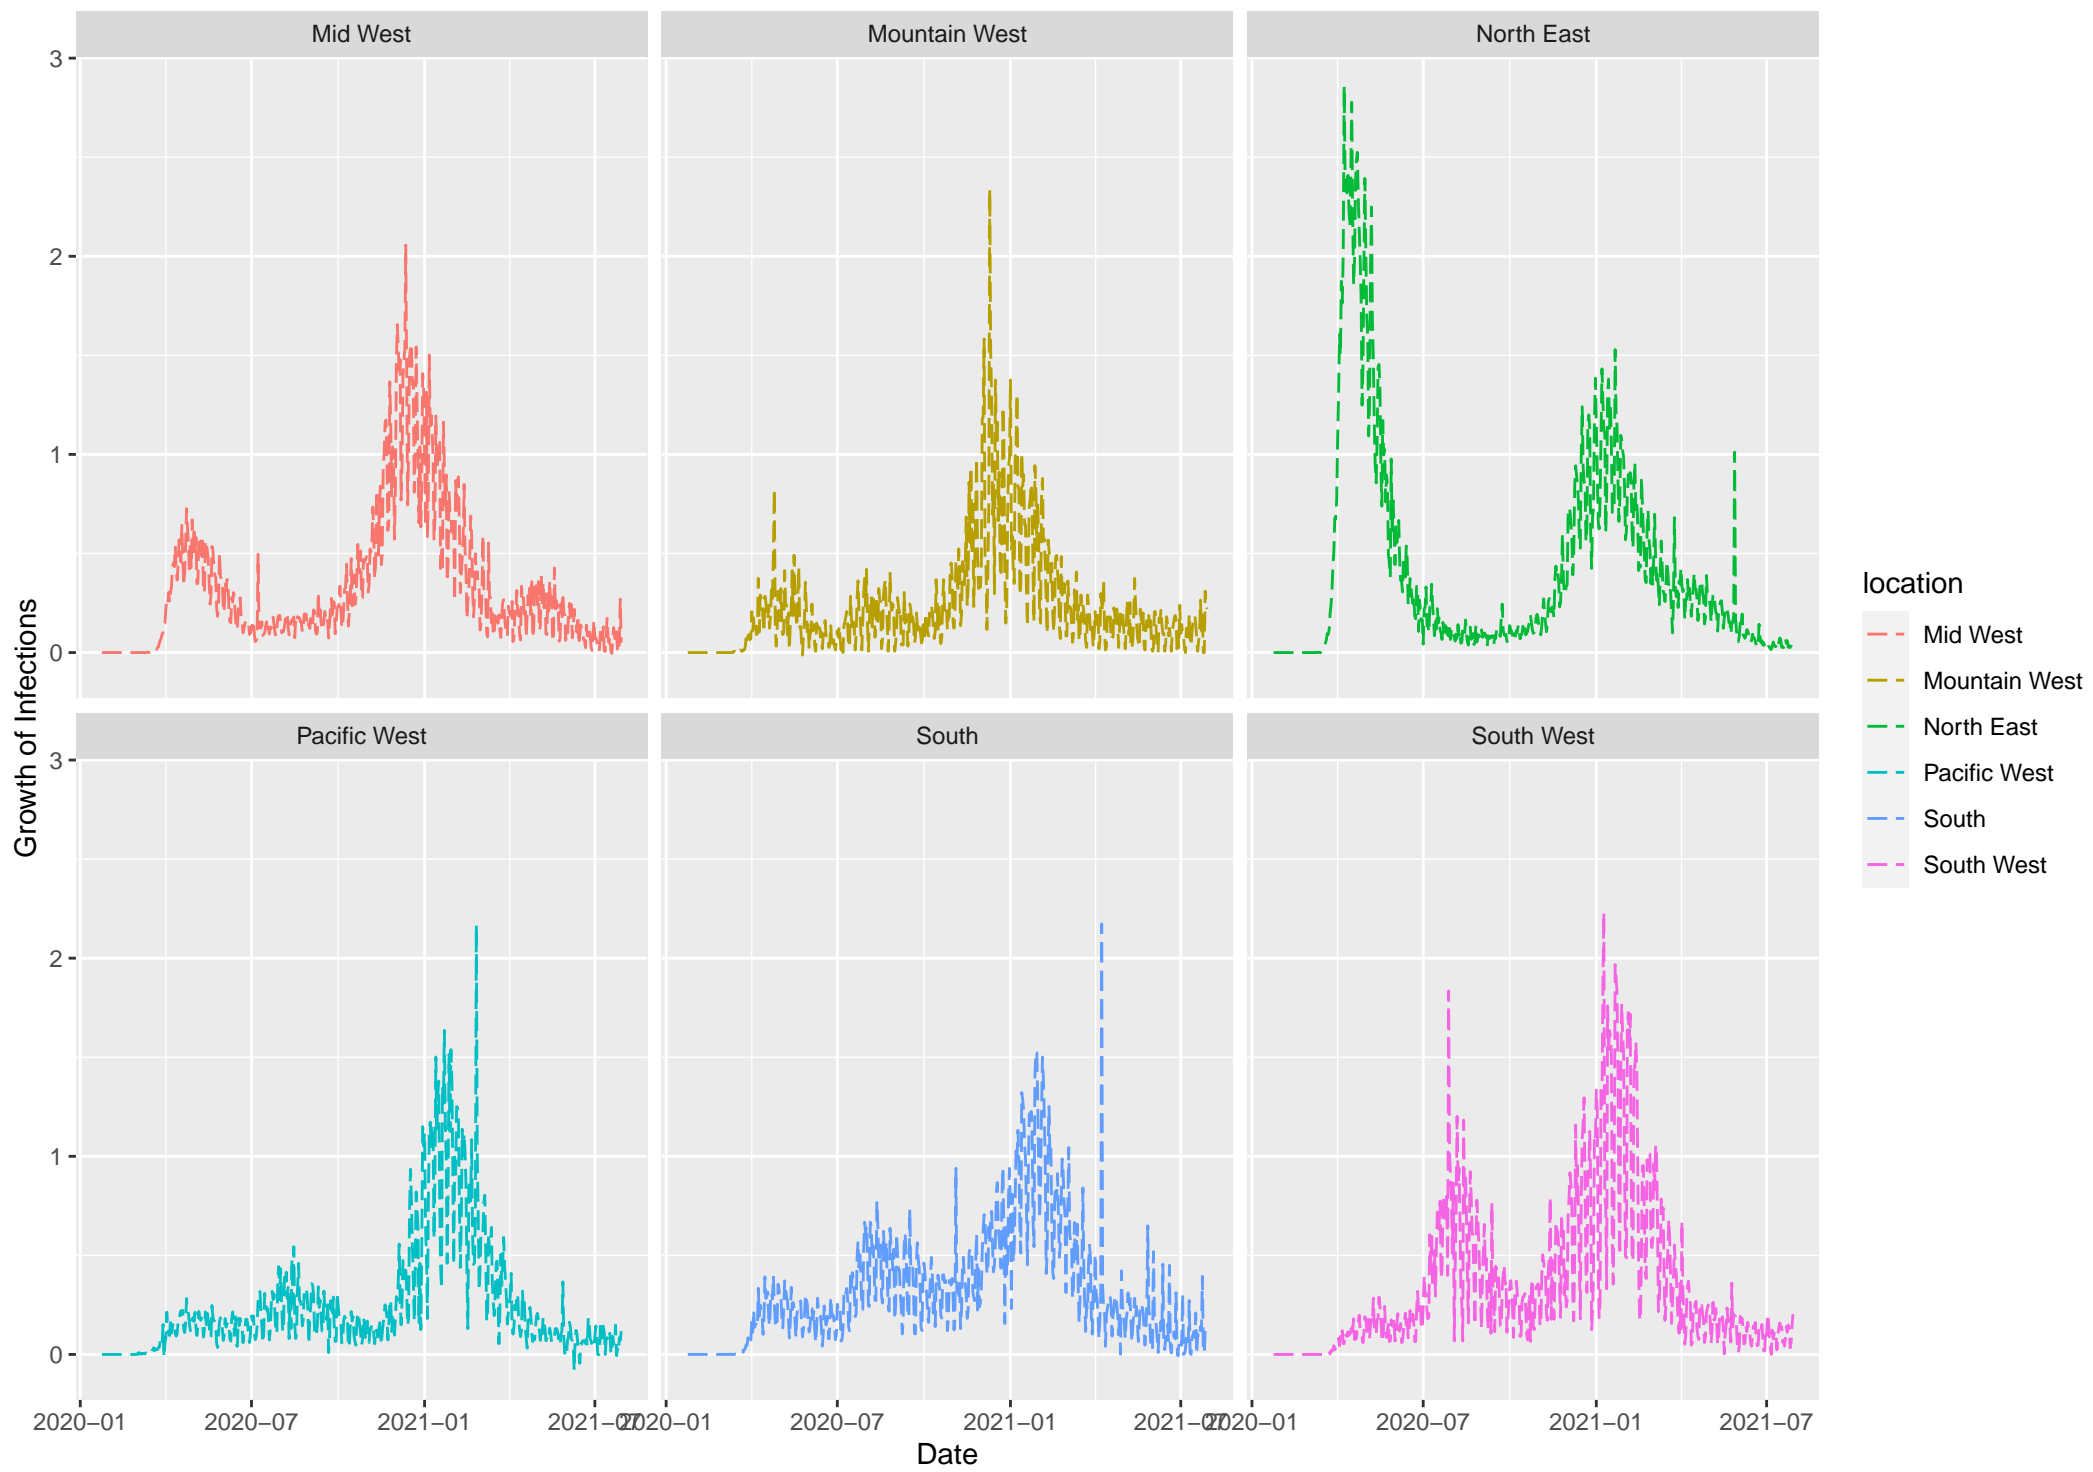 Mid West
Mountain West
North East
3
2
1
0
Pacific West
South
South West
3
2
1
0
Growth of Infections
2020–01
2020–07
2021–01
2021–07
2020–01
2020–07
2021–01
2021–07
2020–01
2020–07
2021–01
2021–07
Date
location
Mid West
Mountain West
North East
Pacific West
South
South West